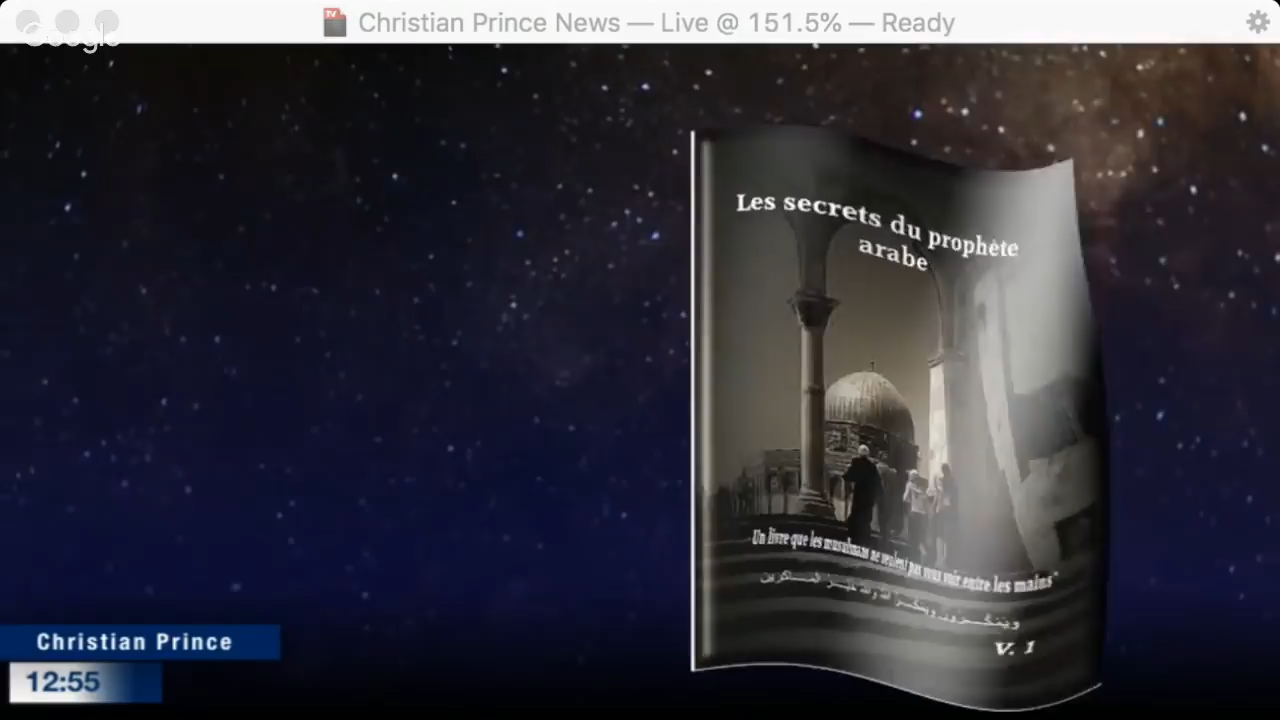 Christian Prince News — Live @ 151.5% — Ready
Google
Les secrets du prophète
arabe
Un livre que les musulmans ne veulent pas vous voir entre les mains"
ويمكرون ويمكر الله والله خير الماكرين
V. 1
Christian Prince
12:55